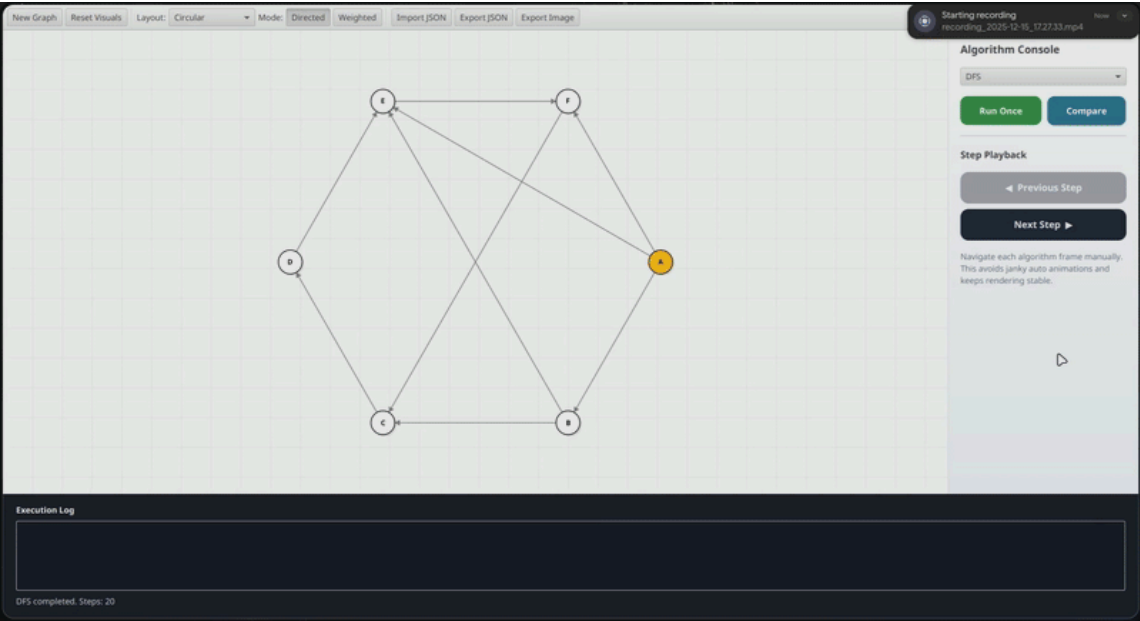 New Graph Reset Visuals Layout: Circular Mode: Directed Weighted Import JSON Export JSON Export Image
Starting recording Now
recording_2025-12-15_17.27.33.mp4
Algorithm Console
DFS
Run Once Compare
Step Playback
◀ Previous Step
Next Step ▶
Navigate each algorithm frame manually.
This avoids janky auto animations and
keeps rendering stable.
E F
D A
C B
Execution Log
DFS completed. Steps: 20